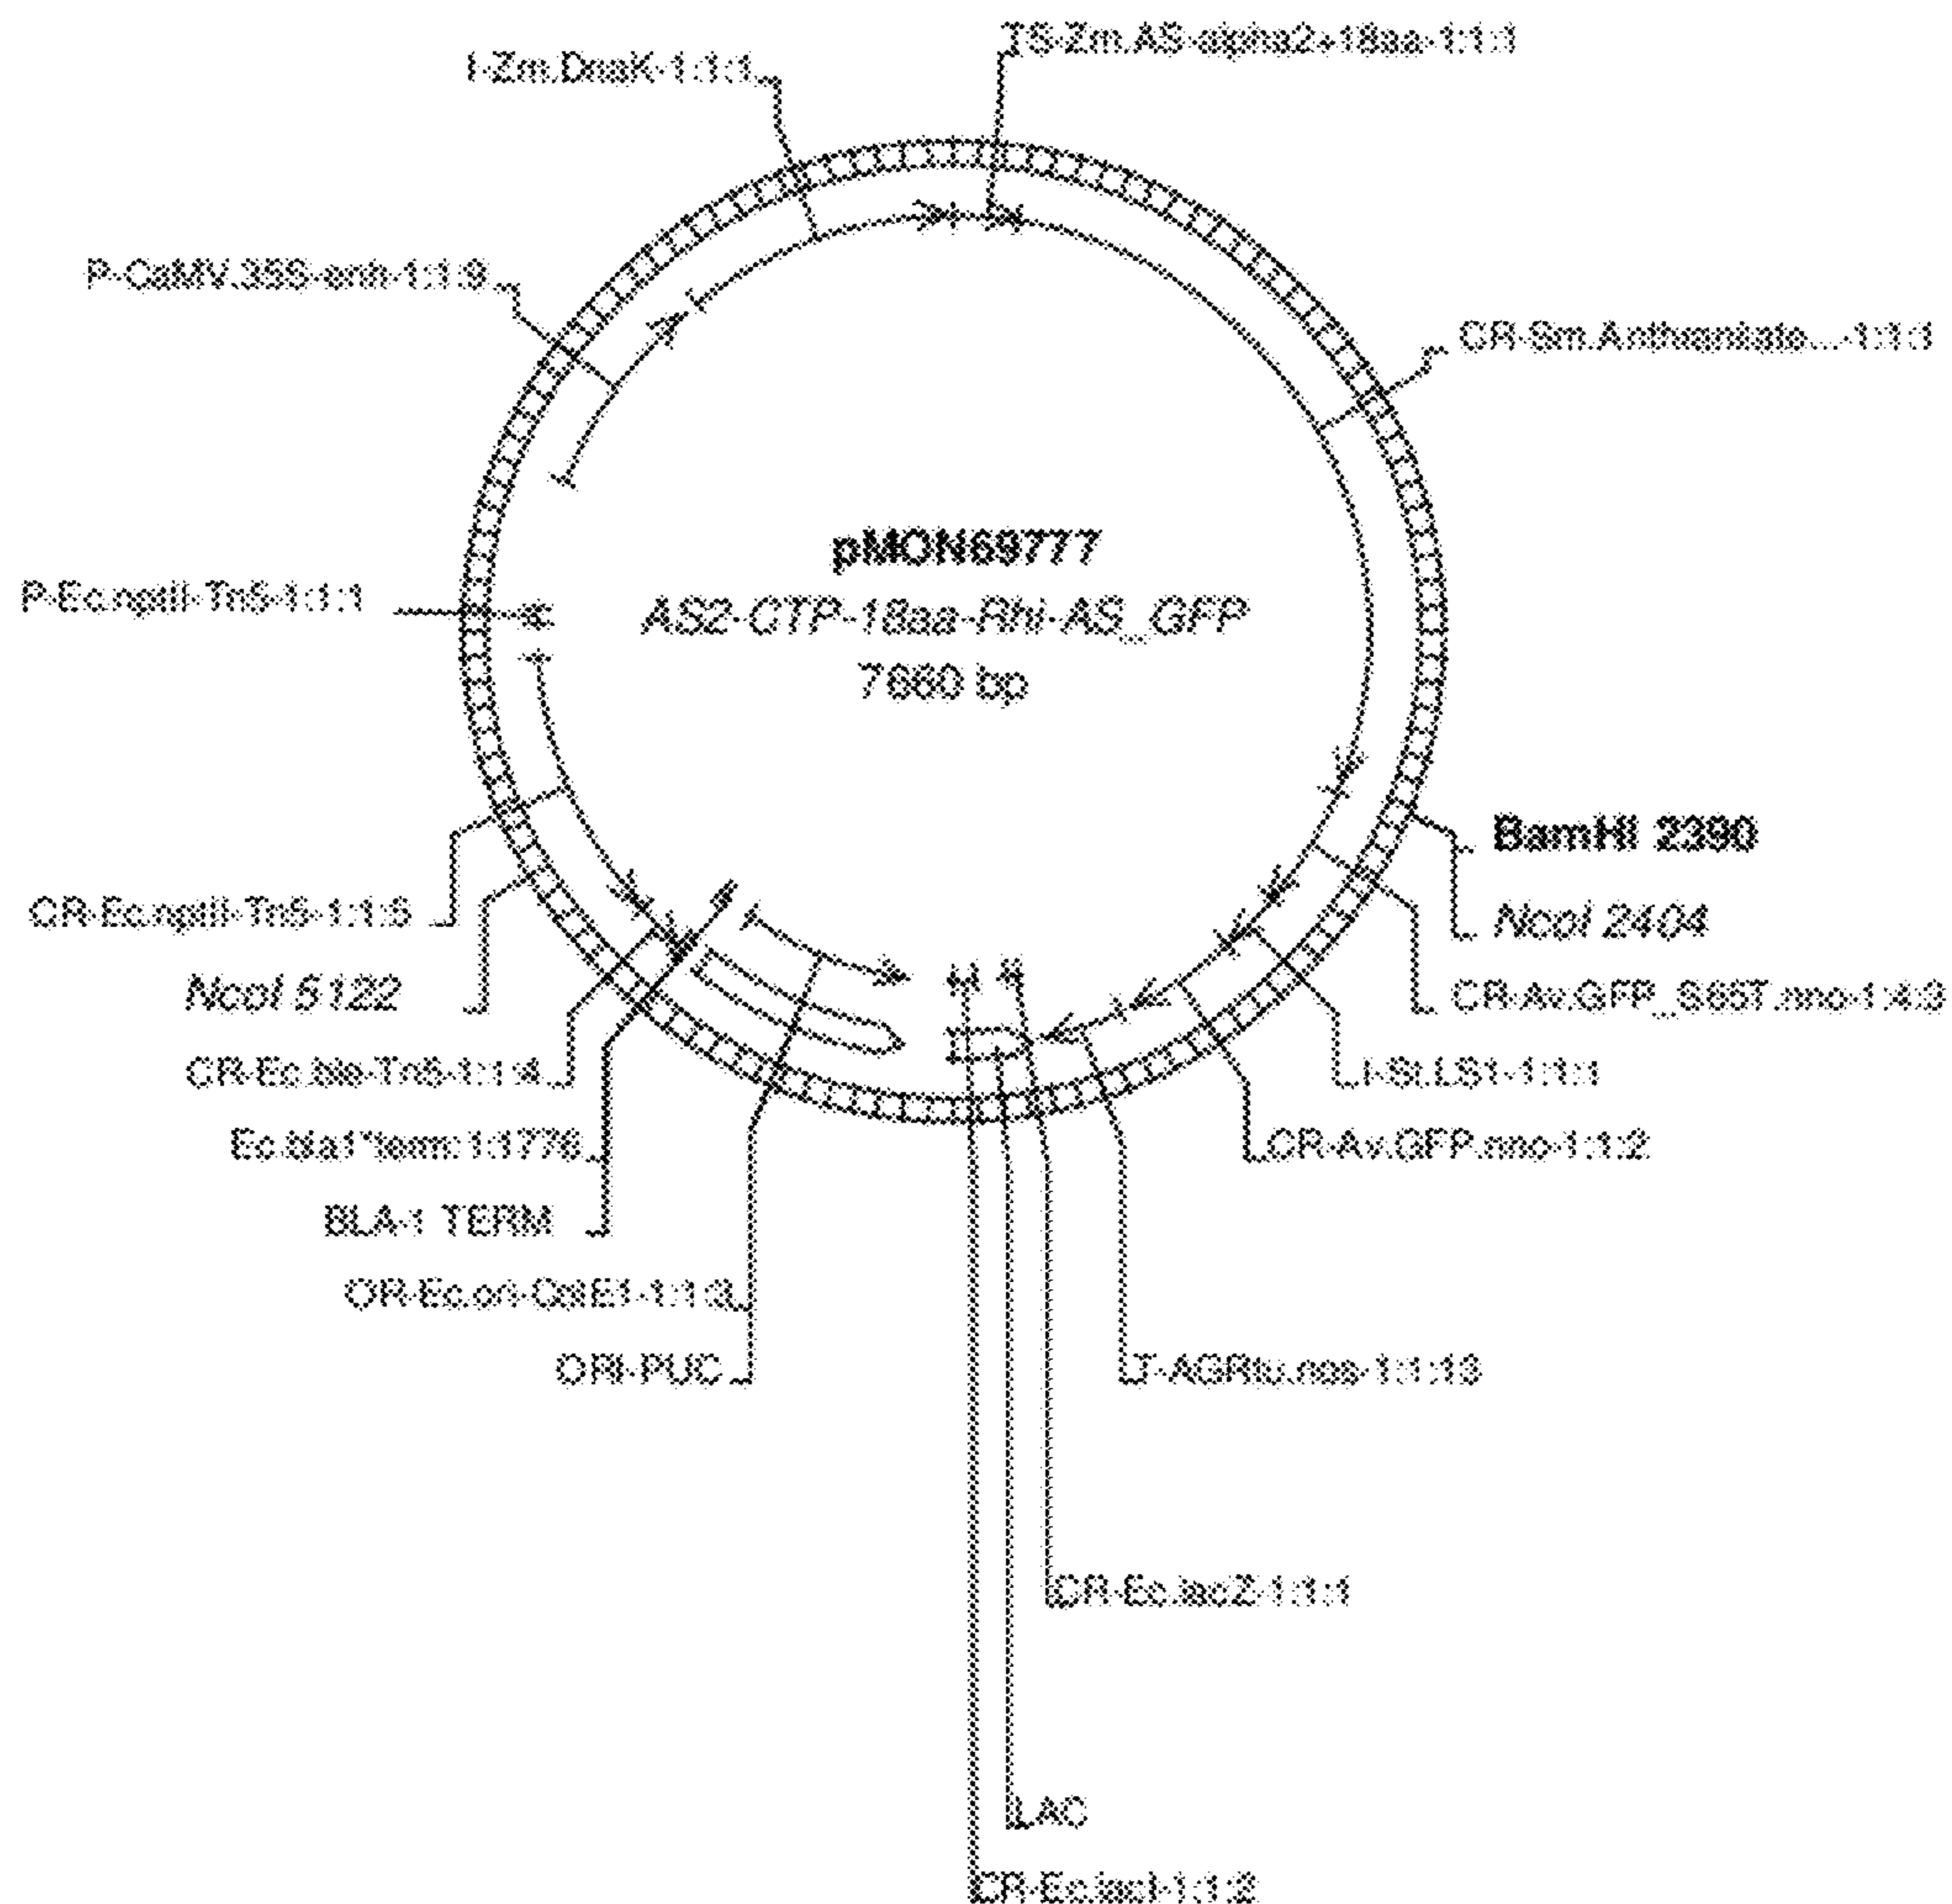 TS-Zm.AS-alpha2+18aa-1:1:1
I-Zm.DnaK-1:1:1
P-CaMV.35S-enh-1:1:9
CR-Sm.Anthranilate...-1:1:1
pMON69777
AS2-CTP-18aa-Rhi-AS_GFP
7660 bp
P-Ec.nptII-Tn5-1:1:1
BamHI 2390
NcoI 2404
CR-Ec.nptII-Tn5-1:1:5
NcoI 5122
CR-Av.GFP_S65T.nno-1:4:3
CR-Ec.ble-Tn5-1:1:4
I-St.LS1-1:1:1
Ec.bla1*term: 1:1776
CR-Av.GFP.nno-1:1:2
BLA-1 TERM
OR-Ec.ori-ColE1-1:1:3
ORI-PUC
T-AGRtu.nos-1:1:13
CR-Ec.lacZ-1:1:1
LAC
CR-Ec.lacI-1:1:2